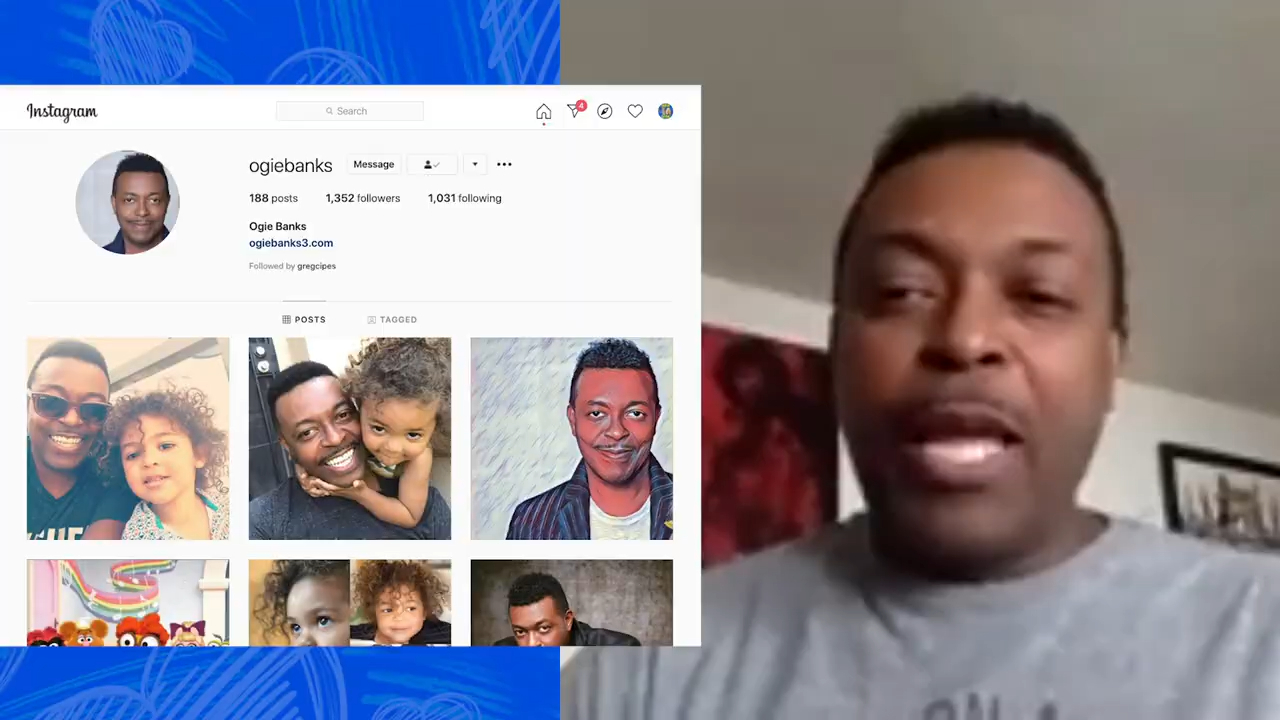 Instagram
Search
4
ogiebanks
Message
188 posts 1,352 followers 1,031 following
Ogie Banks
ogiebanks3.com
Followed by gregcipes
POSTS TAGGED